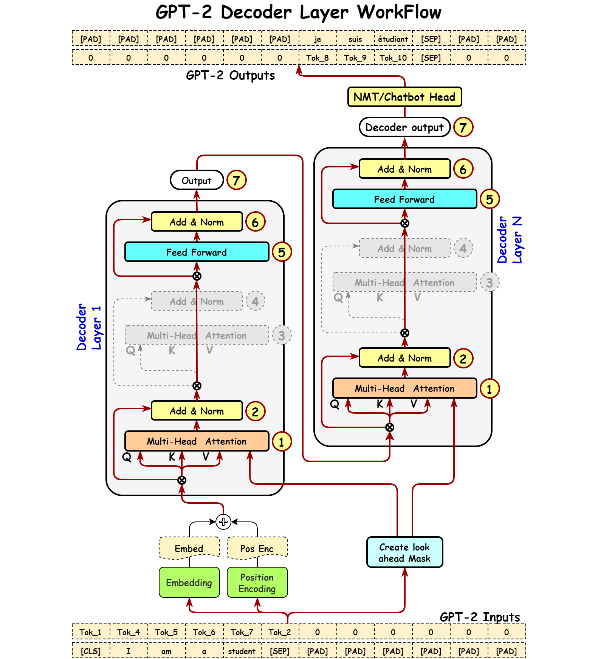 GPT-2 Decoder Layer WorkFlow
[PAD] [PAD] [PAD] [PAD] [PAD] [PAD] je suis étudiant [SEP] [PAD] [PAD]
0 0 0 0 0 0 Tok_8 Tok_9 Tok_10 [SEP] 0 0
GPT-2 Outputs
NMT/Chatbot Head
Decoder output 7
Add & Norm 6
Feed Forward 5
Add & Norm 4
Multi-Head Attention 3
Q K V
Add & Norm 2
Multi-Head Attention 1
Q K V
Decoder
Layer N
Output 7
Add & Norm 6
Feed Forward 5
Add & Norm 4
Multi-Head Attention 3
Q K V
Add & Norm 2
Multi-Head Attention 1
Q K V
Decoder
Layer 1
Embed
Pos Enc
Embedding
Position
Encoding
Create look
ahead Mask
GPT-2 Inputs
Tok_1 Tok_4 Tok_5 Tok_6 Tok_7 Tok_2 0 0 0 0 0 0
[CLS] I am a student [SEP] [PAD] [PAD] [PAD] [PAD] [PAD] [PAD]